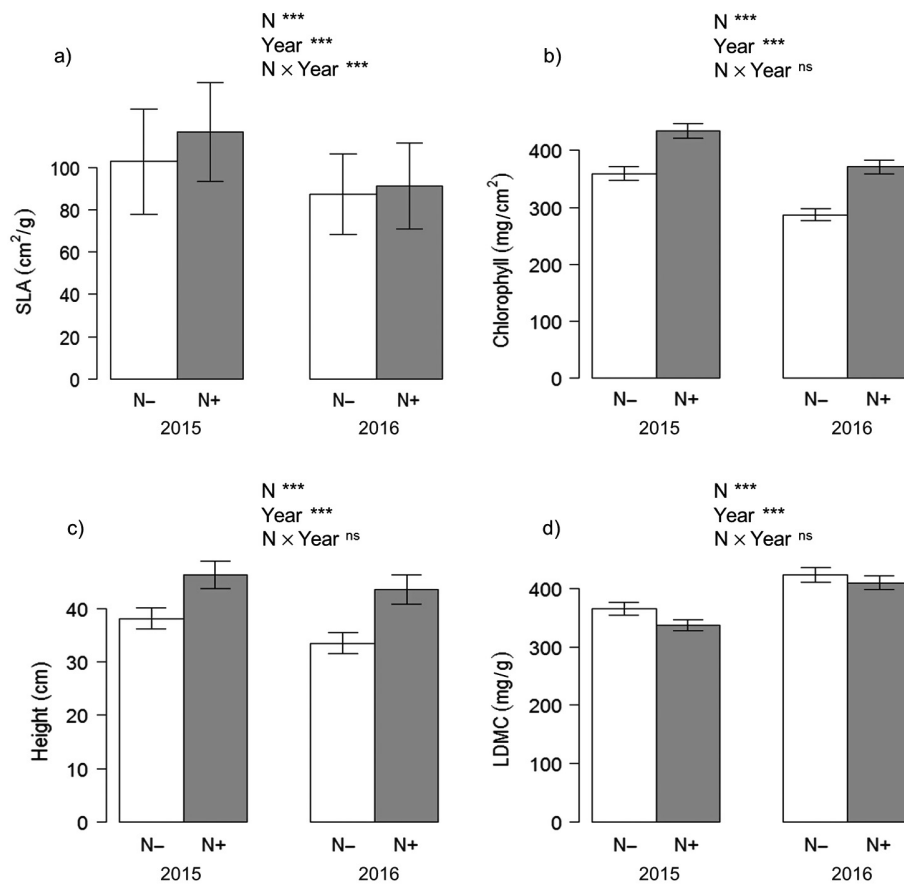 a)
N ***
Year ***
N × Year ***
SLA (cm²/g)
100
80
60
40
20
0
N– N+ N– N+
2015 2016
b)
N ***
Year ***
N × Year ns
Chlorophyll (mg/cm²)
400
300
200
100
0
N– N+ N– N+
2015 2016
c)
N ***
Year ***
N × Year ns
Height (cm)
40
30
20
10
0
N– N+ N– N+
2015 2016
d)
N ***
Year ***
N × Year ns
LDMC (mg/g)
400
300
200
100
0
N– N+ N– N+
2015 2016